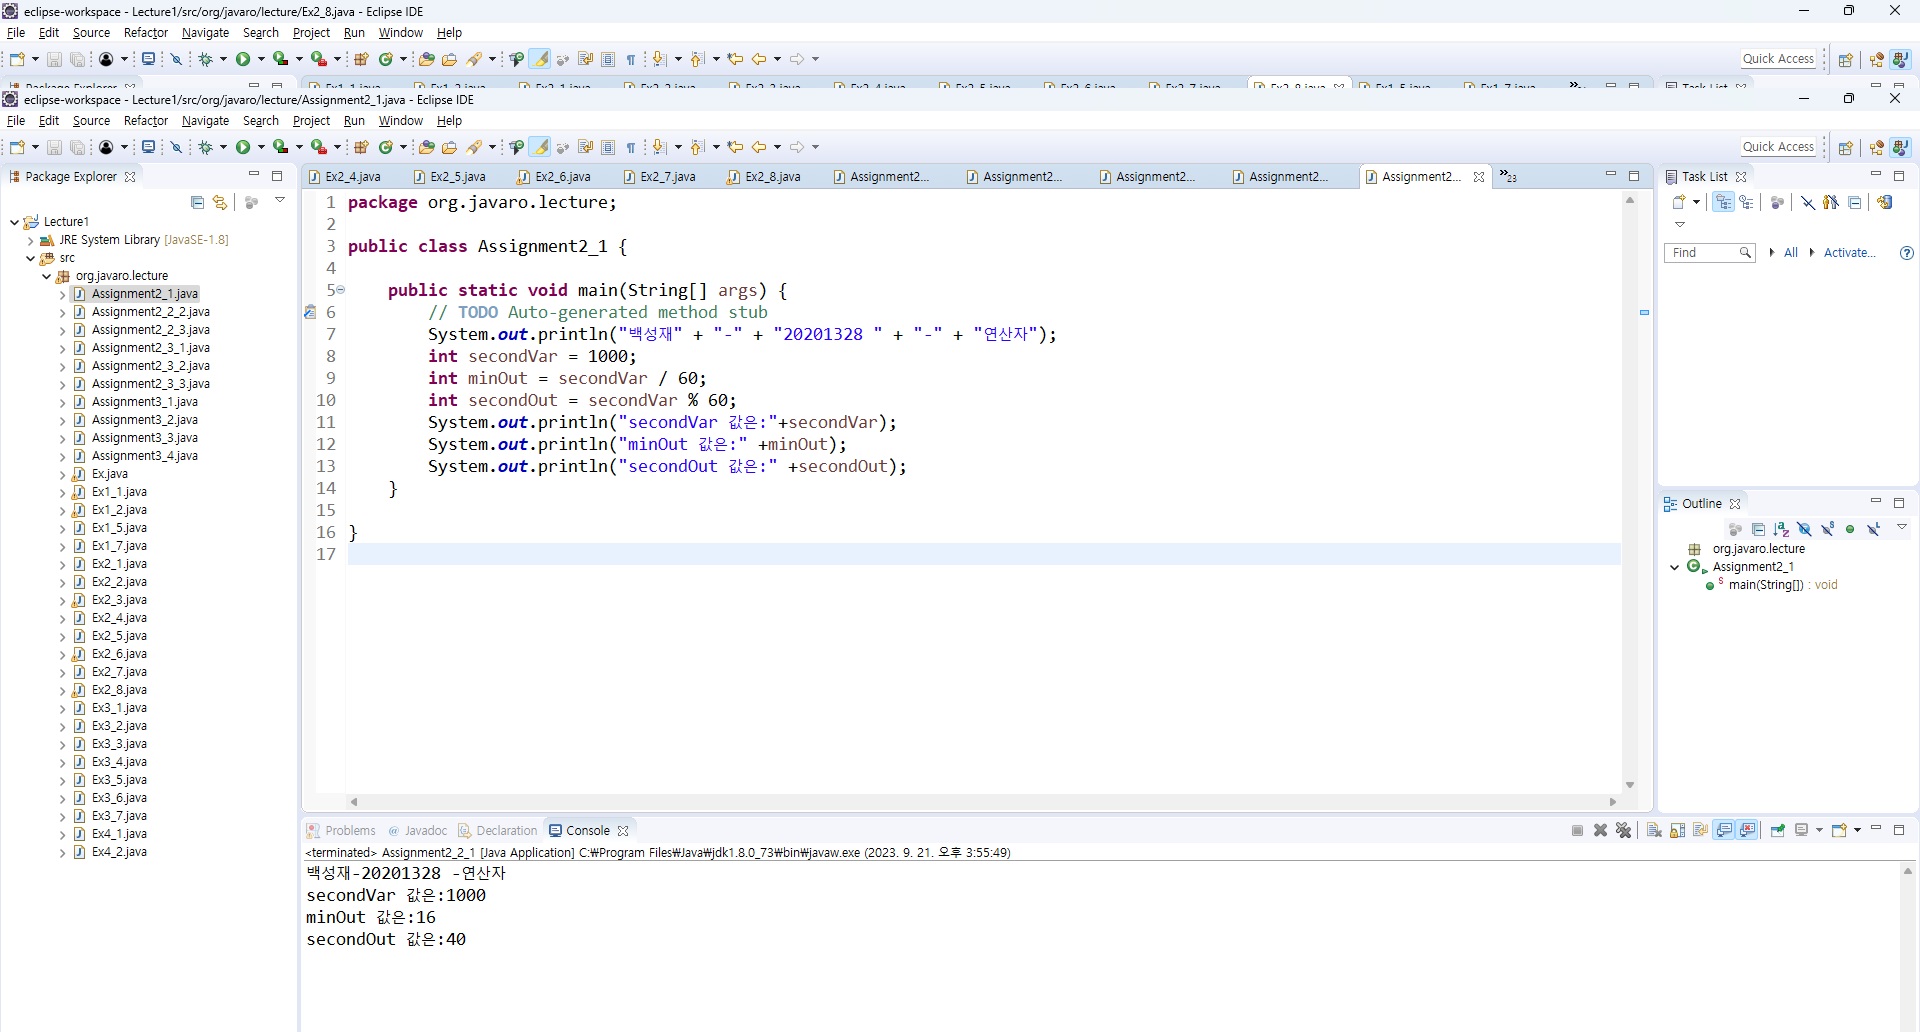 eclipse-workspace - Lecture1/src/org/javaro/lecture/Ex2_8.java - Eclipse IDE
File Edit Source Refactor Navigate Search Project Run Window Help
Quick Access
eclipse-workspace - Lecture1/src/org/javaro/lecture/Assignment2_1.java - Eclipse IDE
File Edit Source Refactor Navigate Search Project Run Window Help
Quick Access
Package Explorer
Lecture1
JRE System Library [JavaSE-1.8]
src
org.javaro.lecture
Assignment2_1.java
Assignment2_2_2.java
Assignment2_2_3.java
Assignment2_3_1.java
Assignment2_3_2.java
Assignment2_3_3.java
Assignment3_1.java
Assignment3_2.java
Assignment3_3.java
Assignment3_4.java
Ex.java
Ex1_1.java
Ex1_2.java
Ex1_5.java
Ex1_7.java
Ex2_1.java
Ex2_2.java
Ex2_3.java
Ex2_4.java
Ex2_5.java
Ex2_6.java
Ex2_7.java
Ex2_8.java
Ex3_1.java
Ex3_2.java
Ex3_3.java
Ex3_4.java
Ex3_5.java
Ex3_6.java
Ex3_7.java
Ex4_1.java
Ex4_2.java
Ex2_4.java Ex2_5.java Ex2_6.java Ex2_7.java Ex2_8.java Assignment2... Assignment2... Assignment2... Assignment2... Assignment2... »23
1 package org.javaro.lecture;
2
3 public class Assignment2_1 {
4
5 public static void main(String[] args) {
6 // TODO Auto-generated method stub
7 System.out.println("백성재" + "-" + "20201328 " + "-" + "연산자");
8 int secondVar = 1000;
9 int minOut = secondVar / 60;
10 int secondOut = secondVar % 60;
11 System.out.println("secondVar 값은:"+secondVar);
12 System.out.println("minOut 값은:" +minOut);
13 System.out.println("secondOut 값은:" +secondOut);
14 }
15
16 }
17
Task List
Find All Activate...
Outline
org.javaro.lecture
Assignment2_1
main(String[]) : void
Problems Javadoc Declaration Console
<terminated> Assignment2_2_1 [Java Application] C:₩Program Files₩Java₩jdk1.8.0_73₩bin₩javaw.exe (2023. 9. 21. 오후 3:55:49)
백성재-20201328 -연산자
secondVar 값은:1000
minOut 값은:16
secondOut 값은:40